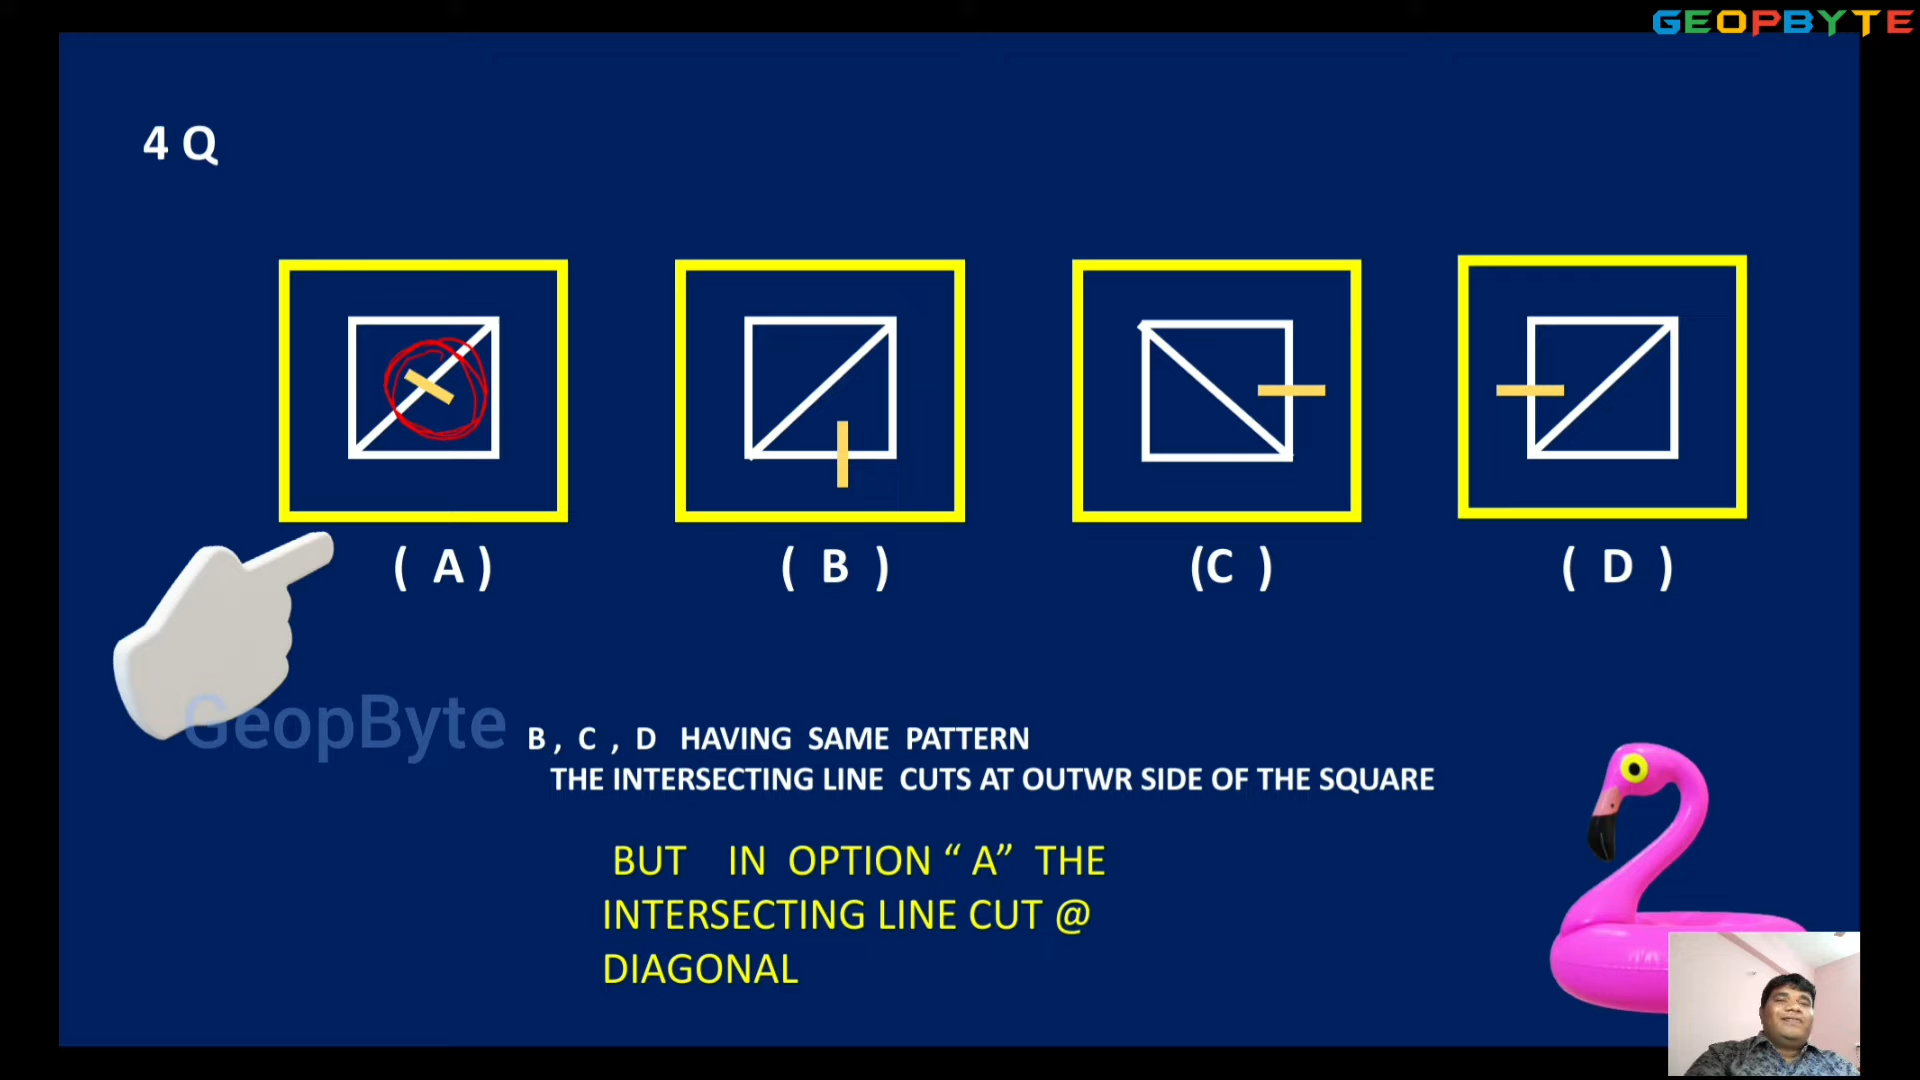 GEOPBYTE
4 Q
( A ) ( B ) (C ) ( D )
GeopByte
B , C , D HAVING SAME PATTERN
THE INTERSECTING LINE CUTS AT OUTWR SIDE OF THE SQUARE
BUT IN OPTION “ A” THE
INTERSECTING LINE CUT @
DIAGONAL